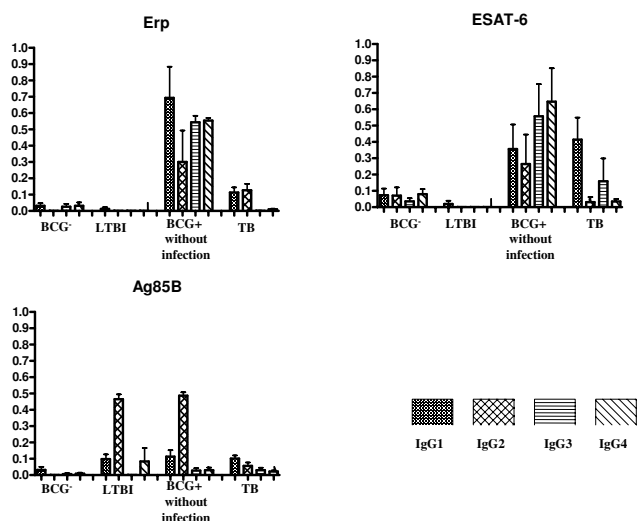 Erp
1.0
0.9
0.8
0.7
0.6
0.5
0.4
0.3
0.2
0.1
0.0
BCG⁻ LTBI BCG+ TB
without
infection
ESAT-6
1.0
0.9
0.8
0.7
0.6
0.5
0.4
0.3
0.2
0.1
0.0
BCG⁻ LTBI BCG+ TB
without
infection
Ag85B
1.0
0.9
0.8
0.7
0.6
0.5
0.4
0.3
0.2
0.1
0.0
BCG⁻ LTBI BCG+ TB
without
infection
IgG1 IgG2 IgG3 IgG4